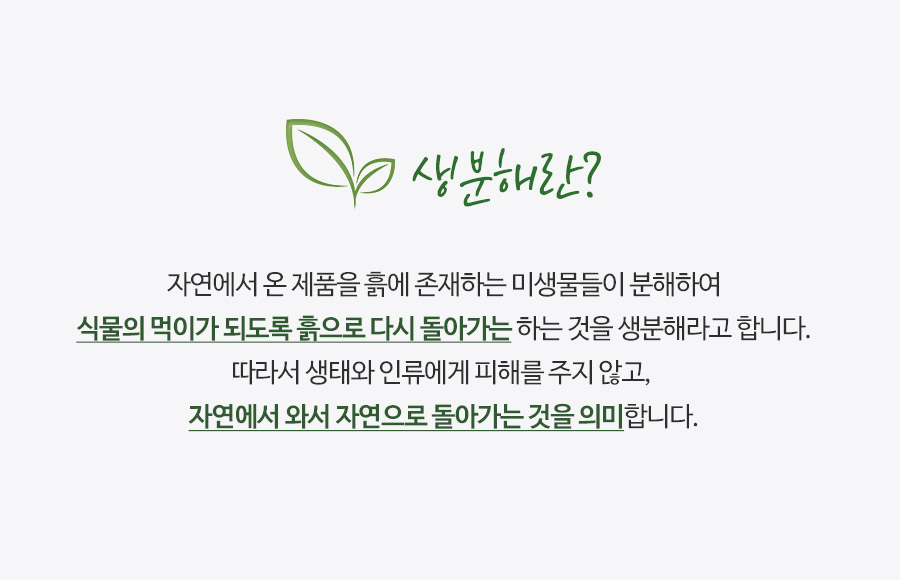 생분해란?
자연에서 온 제품을 흙에 존재하는 미생물들이 분해하여
식물의 먹이가 되도록 흙으로 다시 돌아가는 하는 것을 생분해라고 합니다.
따라서 생태와 인류에게 피해를 주지 않고,
자연에서 와서 자연으로 돌아가는 것을 의미합니다.